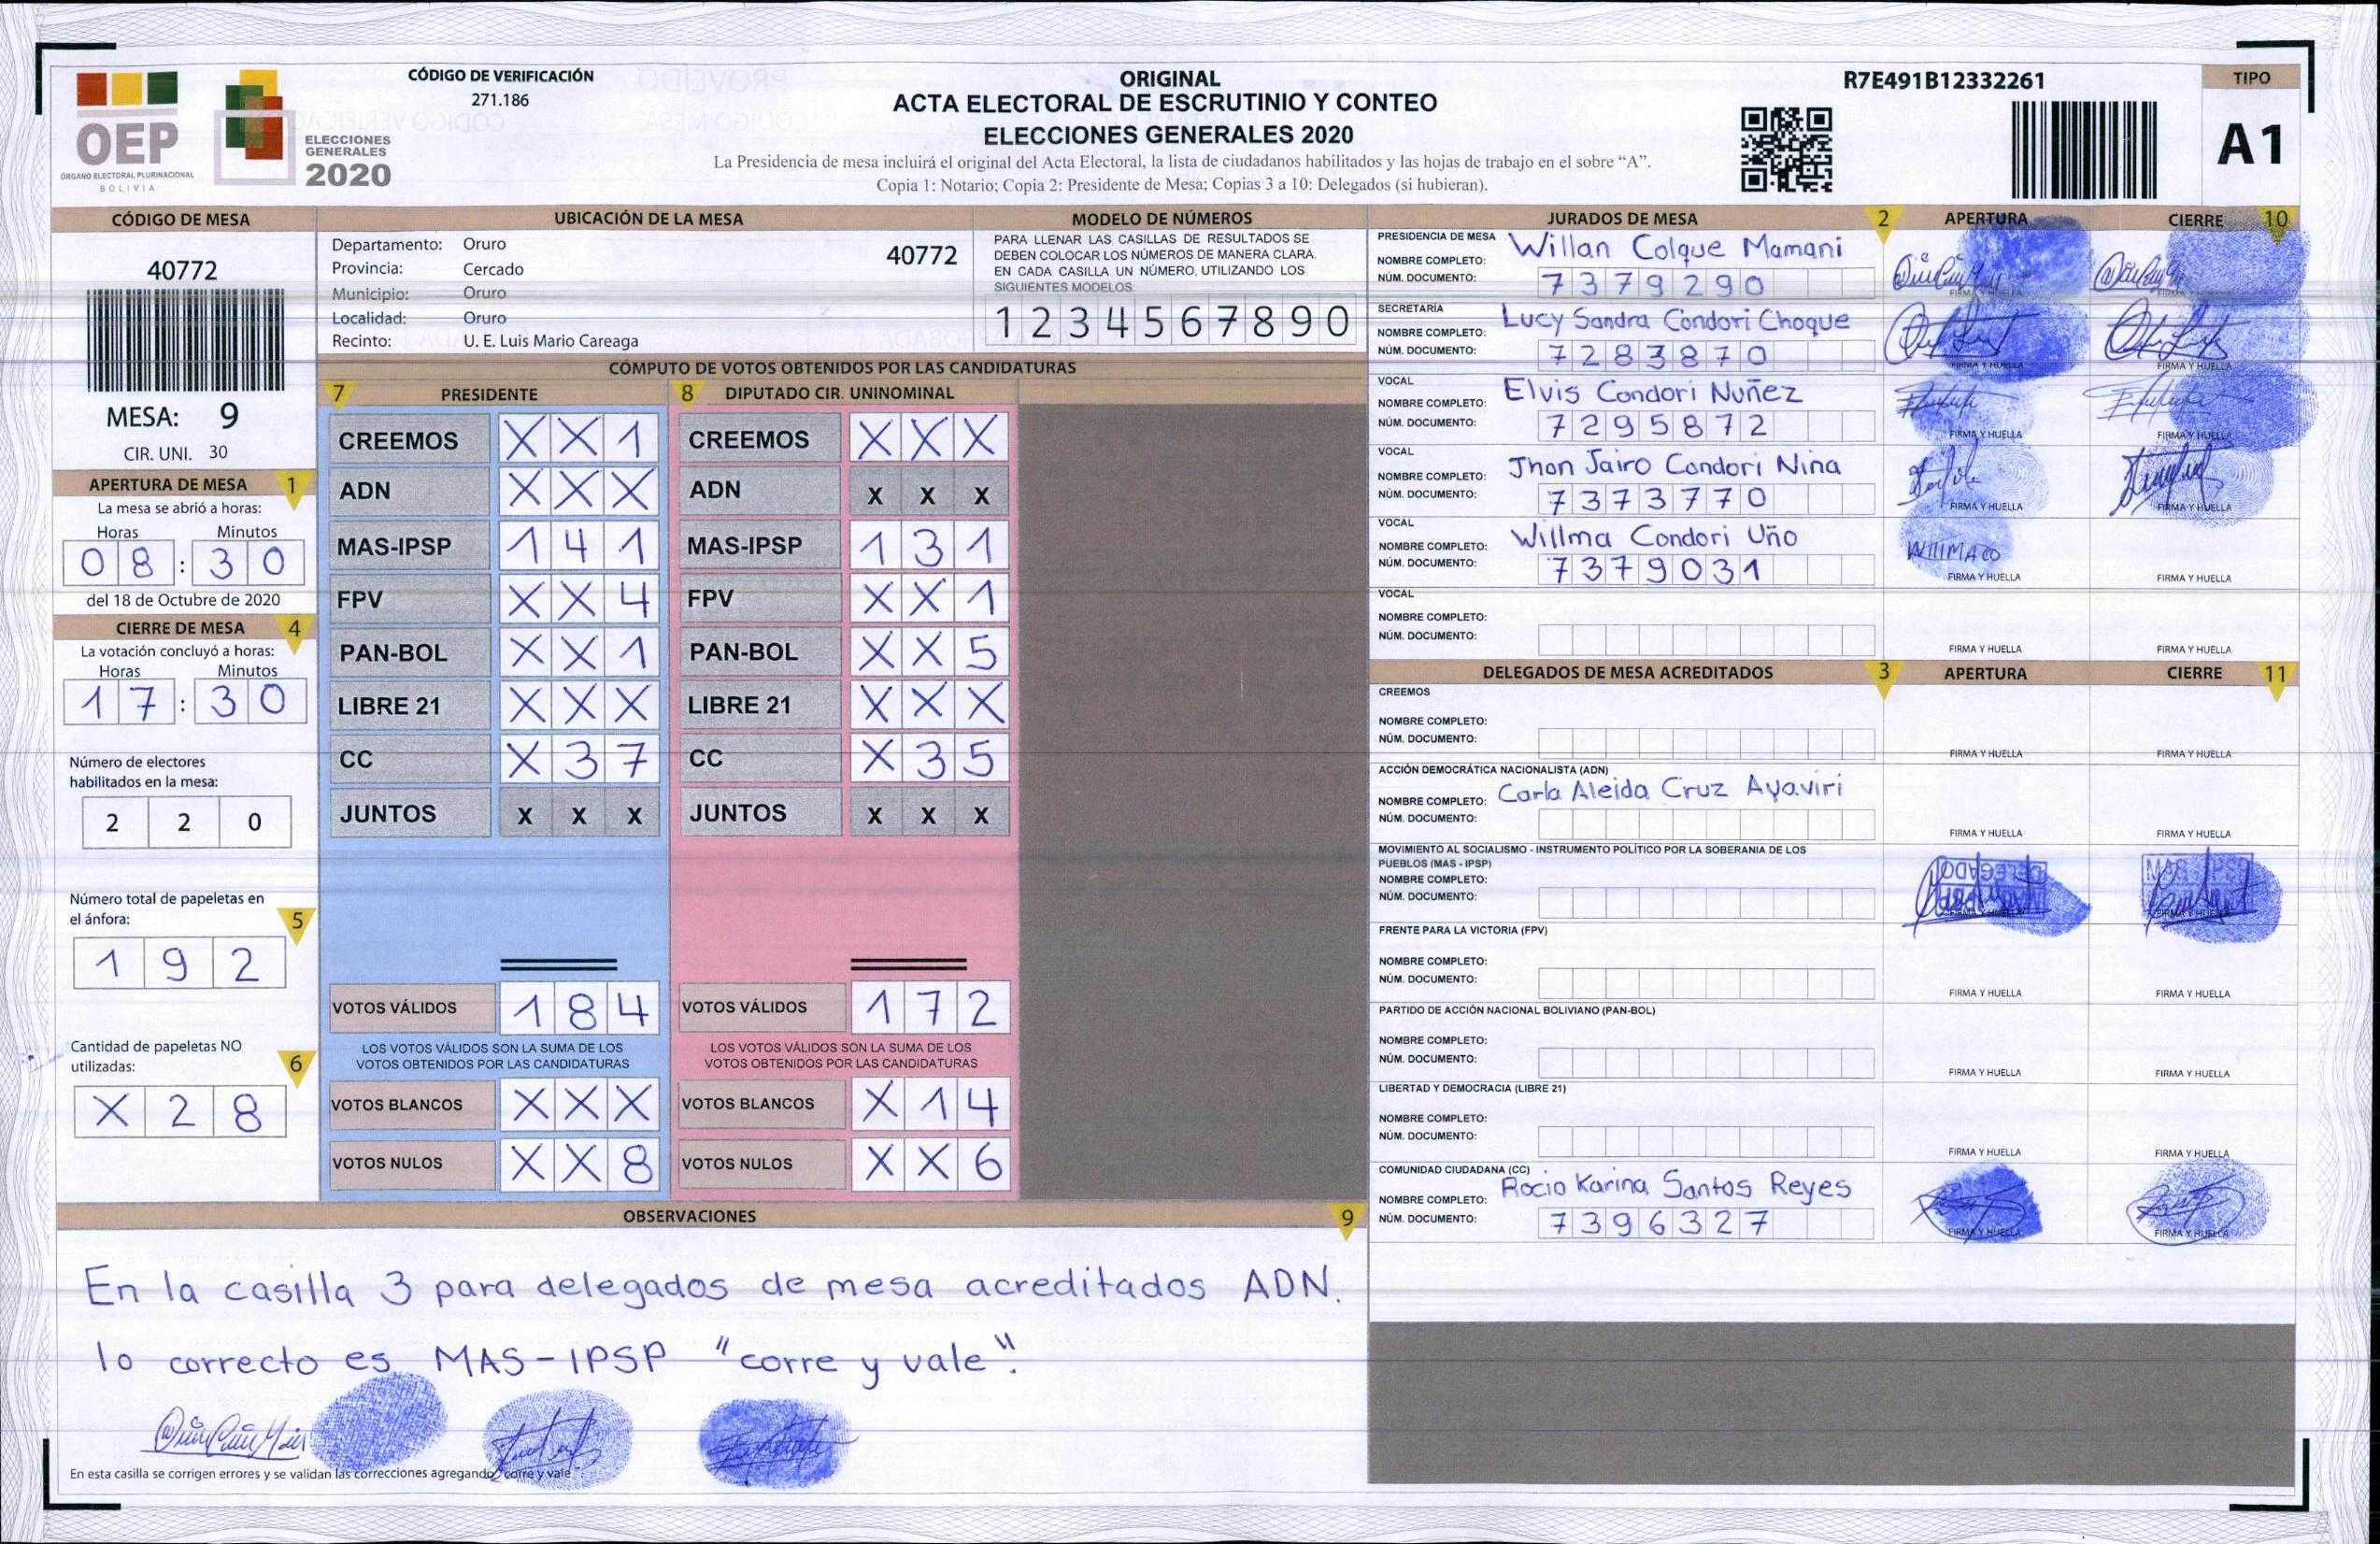 OEP
ÓRGANO ELECTORAL PLURINACIONAL
BOLIVIA
ELECCIONES
GENERALES
2020
CÓDIGO DE VERIFICACIÓN
271.186
ORIGINAL
ACTA ELECTORAL DE ESCRUTINIO Y CONTEO
ELECCIONES GENERALES 2020
La Presidencia de mesa incluirá el original del Acta Electoral, la lista de ciudadanos habilitados y las hojas de trabajo en el sobre “A”.
Copia 1: Notario; Copia 2: Presidente de Mesa; Copias 3 a 10: Delegados (si hubieran).
R7E491B12332261
TIPO
A1
CÓDIGO DE MESA
40772
MESA: 9
CIR. UNI. 30
APERTURA DE MESA 1
La mesa se abrió a horas:
Horas Minutos
08 : 30
del 18 de Octubre de 2020
CIERRE DE MESA 4
La votación concluyó a horas:
Horas Minutos
17 : 30
Número de electores
habilitados en la mesa:
2 2 0
Número total de papeletas en
el ánfora: 5
1 9 2
Cantidad de papeletas NO
utilizadas: 6
X 2 8
UBICACIÓN DE LA MESA
Departamento: Oruro 40772
Provincia: Cercado
Municipio: Oruro
Localidad: Oruro
Recinto: U. E. Luis Mario Careaga
MODELO DE NÚMEROS
PARA LLENAR LAS CASILLAS DE RESULTADOS SE
DEBEN COLOCAR LOS NÚMEROS DE MANERA CLARA.
EN CADA CASILLA UN NÚMERO, UTILIZANDO LOS
SIGUIENTES MODELOS:
1 2 3 4 5 6 7 8 9 0
CÓMPUTO DE VOTOS OBTENIDOS POR LAS CANDIDATURAS
7 PRESIDENTE
CREEMOS X X 1
ADN X X X
MAS-IPSP 1 4 1
FPV X X 4
PAN-BOL X X 1
LIBRE 21 X X X
CC X 3 7
JUNTOS X X X
VOTOS VÁLIDOS 1 8 4
LOS VOTOS VÁLIDOS SON LA SUMA DE LOS
VOTOS OBTENIDOS POR LAS CANDIDATURAS
VOTOS BLANCOS X X X
VOTOS NULOS X X 8
8 DIPUTADO CIR. UNINOMINAL
CREEMOS X X X
ADN X X X
MAS-IPSP 1 3 1
FPV X X 1
PAN-BOL X X 5
LIBRE 21 X X X
CC X 3 5
JUNTOS X X X
VOTOS VÁLIDOS 1 7 2
LOS VOTOS VÁLIDOS SON LA SUMA DE LOS
VOTOS OBTENIDOS POR LAS CANDIDATURAS
VOTOS BLANCOS X 1 4
VOTOS NULOS X X 6
OBSERVACIONES 9
En la casilla 3 para delegados de mesa acreditados ADN.
lo correcto es MAS-IPSP "corre y vale".
En esta casilla se corrigen errores y se validan las correcciones agregando "corre y vale"
JURADOS DE MESA 2 APERTURA CIERRE 10
PRESIDENCIA DE MESA
NOMBRE COMPLETO: Willan Colque Mamani
NÚM. DOCUMENTO: 7379290
FIRMA Y HUELLA FIRMA Y HUELLA
SECRETARÍA
NOMBRE COMPLETO: Lucy Sandra Condori Choque
NÚM. DOCUMENTO: 7283870
FIRMA Y HUELLA FIRMA Y HUELLA
VOCAL
NOMBRE COMPLETO: Elvis Condori Nuñez
NÚM. DOCUMENTO: 7295872
FIRMA Y HUELLA FIRMA Y HUELLA
VOCAL
NOMBRE COMPLETO: Jhon Jairo Condori Nina
NÚM. DOCUMENTO: 7373770
FIRMA Y HUELLA FIRMA Y HUELLA
VOCAL
NOMBRE COMPLETO: Willma Condori Uño
NÚM. DOCUMENTO: 7379031
FIRMA Y HUELLA FIRMA Y HUELLA
VOCAL
NOMBRE COMPLETO:
NÚM. DOCUMENTO:
FIRMA Y HUELLA FIRMA Y HUELLA
DELEGADOS DE MESA ACREDITADOS 3 APERTURA CIERRE 11
CREEMOS
NOMBRE COMPLETO:
NÚM. DOCUMENTO:
FIRMA Y HUELLA FIRMA Y HUELLA
ACCIÓN DEMOCRÁTICA NACIONALISTA (ADN)
NOMBRE COMPLETO: Carla Aleida Cruz Ayaviri
NÚM. DOCUMENTO:
FIRMA Y HUELLA FIRMA Y HUELLA
MOVIMIENTO AL SOCIALISMO - INSTRUMENTO POLÍTICO POR LA SOBERANIA DE LOS
PUEBLOS (MAS - IPSP)
NOMBRE COMPLETO:
NÚM. DOCUMENTO:
FIRMA Y HUELLA FIRMA Y HUELLA
FRENTE PARA LA VICTORIA (FPV)
NOMBRE COMPLETO:
NÚM. DOCUMENTO:
FIRMA Y HUELLA FIRMA Y HUELLA
PARTIDO DE ACCIÓN NACIONAL BOLIVIANO (PAN-BOL)
NOMBRE COMPLETO:
NÚM. DOCUMENTO:
FIRMA Y HUELLA FIRMA Y HUELLA
LIBERTAD Y DEMOCRACIA (LIBRE 21)
NOMBRE COMPLETO:
NÚM. DOCUMENTO:
FIRMA Y HUELLA FIRMA Y HUELLA
COMUNIDAD CIUDADANA (CC)
NOMBRE COMPLETO: Rocio Karina Santos Reyes
NÚM. DOCUMENTO: 7396327
FIRMA Y HUELLA FIRMA Y HUELLA